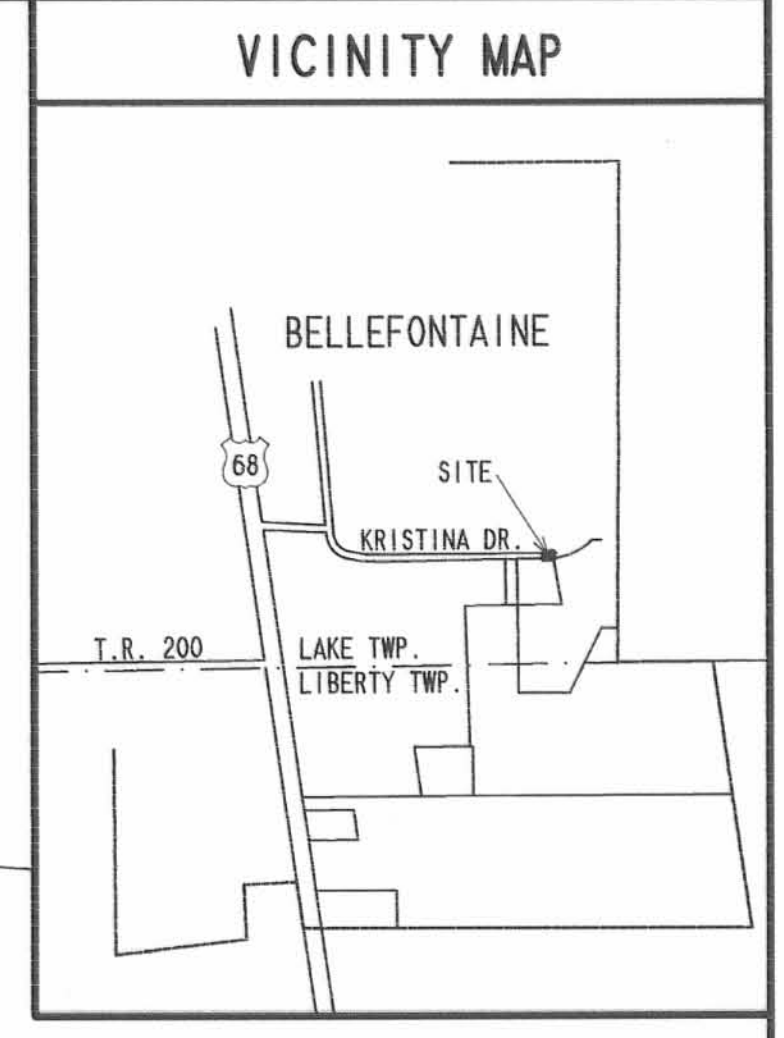 VICINITY MAP
BELLEFONTAINE
68
SITE
KRISTINA DR.
T.R. 200
LAKE TWP.
LIBERTY TWP.